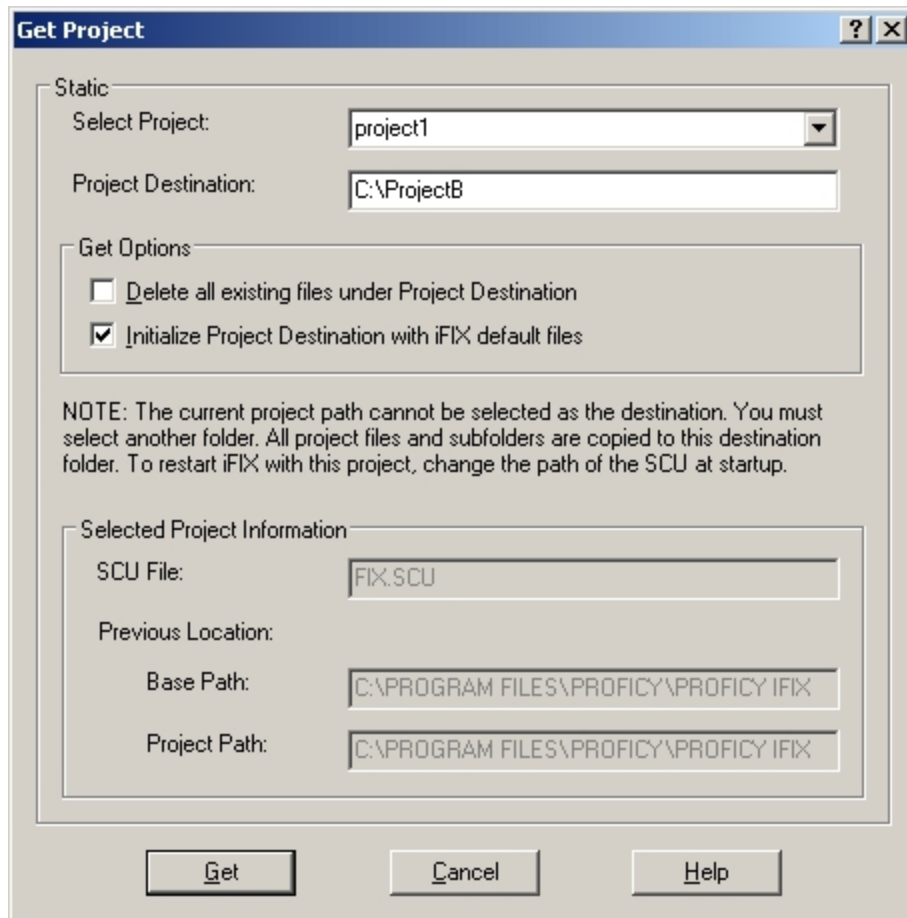 Get Project
Static
Select Project:
project1
Project Destination:
C:\ProjectB
Get Options
Delete all existing files under Project Destination
Initialize Project Destination with iFIX default files
NOTE: The current project path cannot be selected as the destination. You must
select another folder. All project files and subfolders are copied to this destination
folder. To restart iFIX with this project, change the path of the SCU at startup.
Selected Project Information
SCU File:
FIX.SCU
Previous Location:
Base Path:
C:\PROGRAM FILES\PROFICY\PROFICY IFIX
Project Path:
C:\PROGRAM FILES\PROFICY\PROFICY IFIX
Get
Cancel
Help